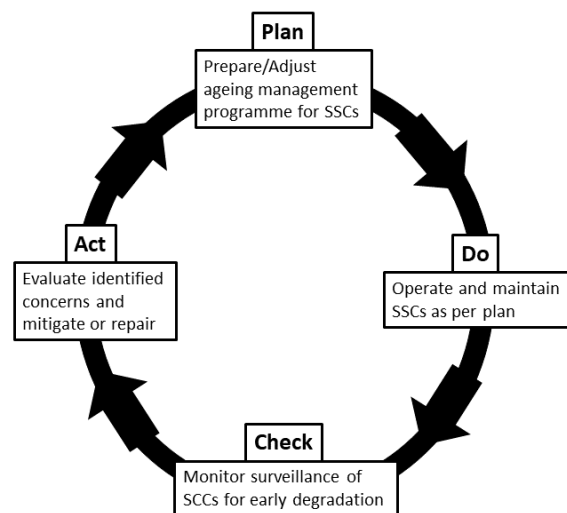 Plan
Prepare/Adjust
ageing management
programme for SSCs
Do
Operate and maintain
SSCs as per plan
Check
Monitor surveillance of
SCCs for early degradation
Act
Evaluate identified
concerns and
mitigate or repair